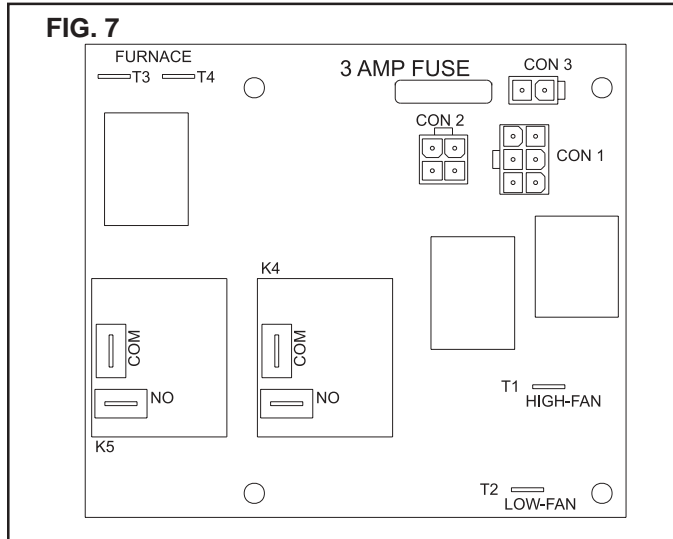 FIG. 7
FURNACE
T3 T4
3 AMP FUSE
CON 3
CON 2
CON 1
K4
COM
COM
NO
NO
K5
T1
HIGH-FAN
T2
LOW-FAN